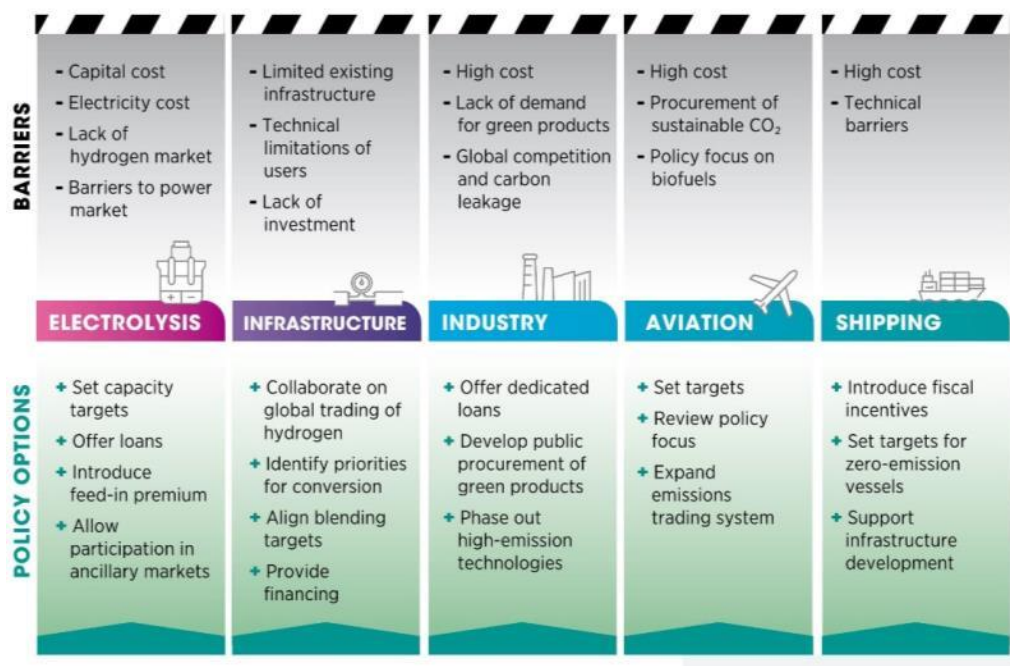 BARRIERS
- Capital cost
- Electricity cost
- Lack of
hydrogen market
- Barriers to power
market
- Limited existing
infrastructure
- Technical
limitations of
users
- Lack of
investment
- High cost
- Lack of demand
for green products
- Global competition
and carbon
leakage
- High cost
- Procurement of
sustainable CO₂
- Policy focus on
biofuels
- High cost
- Technical
barriers
ELECTROLYSIS
INFRASTRUCTURE
INDUSTRY
AVIATION
SHIPPING
POLICY OPTIONS
+ Set capacity
targets
+ Offer loans
+ Introduce
feed-in premium
+ Allow
participation in
ancillary markets
+ Collaborate on
global trading of
hydrogen
+ Identify priorities
for conversion
+ Align blending
targets
+ Provide
financing
+ Offer dedicated
loans
+ Develop public
procurement of
green products
+ Phase out
high-emission
technologies
+ Set targets
+ Review policy
focus
+ Expand
emissions
trading system
+ Introduce fiscal
incentives
+ Set targets for
zero-emission
vessels
+ Support
infrastructure
development